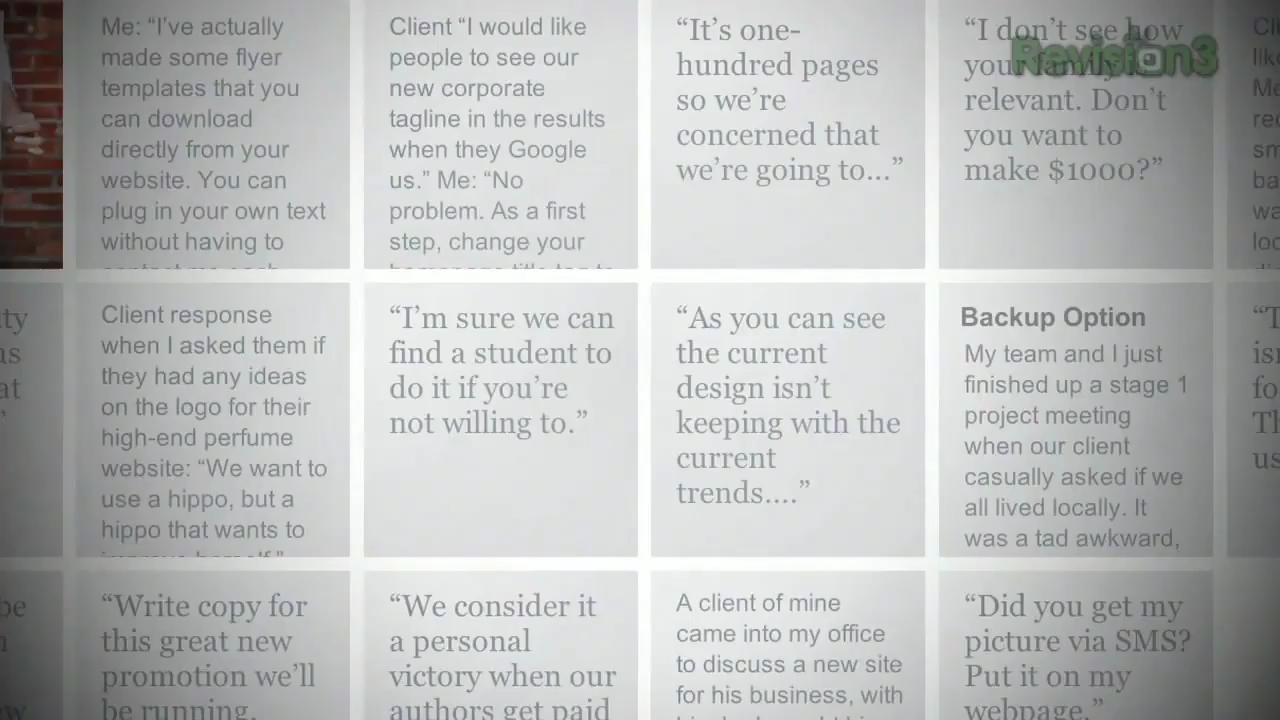 Me: “I’ve actually
made some flyer
templates that you
can download
directly from your
website. You can
plug in your own text
without having to
Client “I would like
people to see our
new corporate
tagline in the results
when they Google
us.” Me: “No
problem. As a first
step, change your
“It’s one-
hundred pages
so we’re
concerned that
we’re going to...”
“I don’t see how
your family is
relevant. Don’t
you want to
make $1000?”
Revision3
Client response
when I asked them if
they had any ideas
on the logo for their
high-end perfume
website: “We want to
use a hippo, but a
hippo that wants to
improve herself.”
“I’m sure we can
find a student to
do it if you’re
not willing to.”
“As you can see
the current
design isn’t
keeping with the
current
trends....”
Backup Option
My team and I just
finished up a stage 1
project meeting
when our client
casually asked if we
all lived locally. It
was a tad awkward,
“Write copy for
this great new
promotion we’ll
be running.
“We consider it
a personal
victory when our
authors get paid
A client of mine
came into my office
to discuss a new site
for his business, with
“Did you get my
picture via SMS?
Put it on my
webpage.”